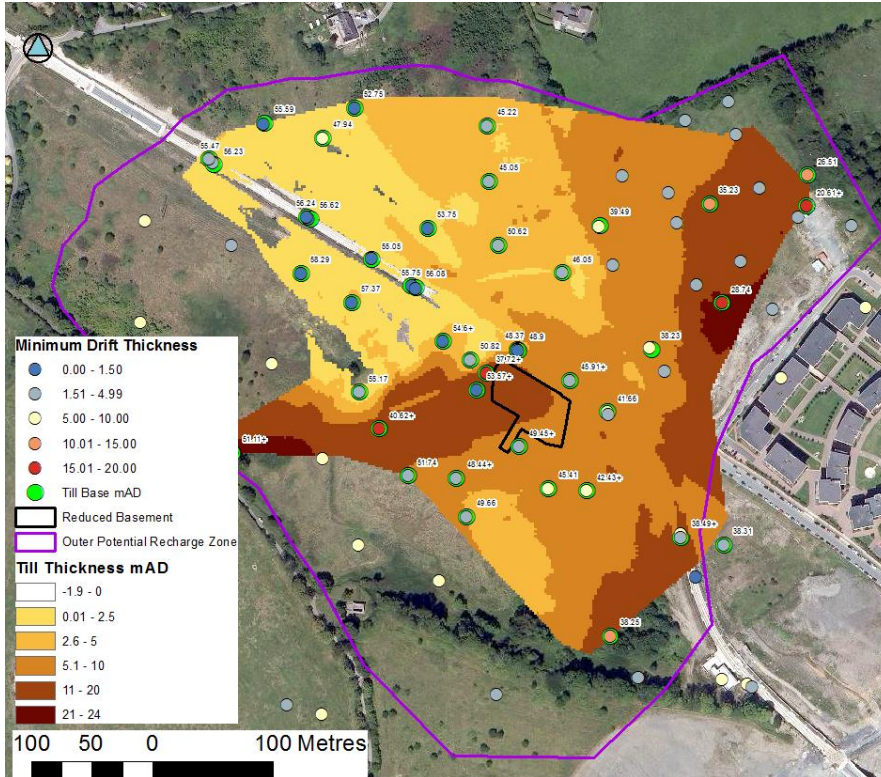 North
52.75
55.59
45.22
47.94
55.47
56.23
26.51
45.05
35.23
20.61+
56.24
56.62
53.75
39.49
50.62
55.05
46.05
58.29
55.75
56.08
28.74
57.37
54.6+
48.37
48.9
38.23
50.82
37.72+
53.57+
45.91+
55.17
41.66
40.62+
49.45+
51.11+
51.74
48.44+
45.41
42.43+
49.66
38.49+
38.31
38.25
Minimum Drift Thickness
0.00 - 1.50
1.51 - 4.99
5.00 - 10.00
10.01 - 15.00
15.01 - 20.00
Till Base mAD
Reduced Basement
Outer Potential Recharge Zone
Till Thickness mAD
-1.9 - 0
0.01 - 2.5
2.6 - 5
5.1 - 10
11 - 20
21 - 24
100 50 0 100 Metres